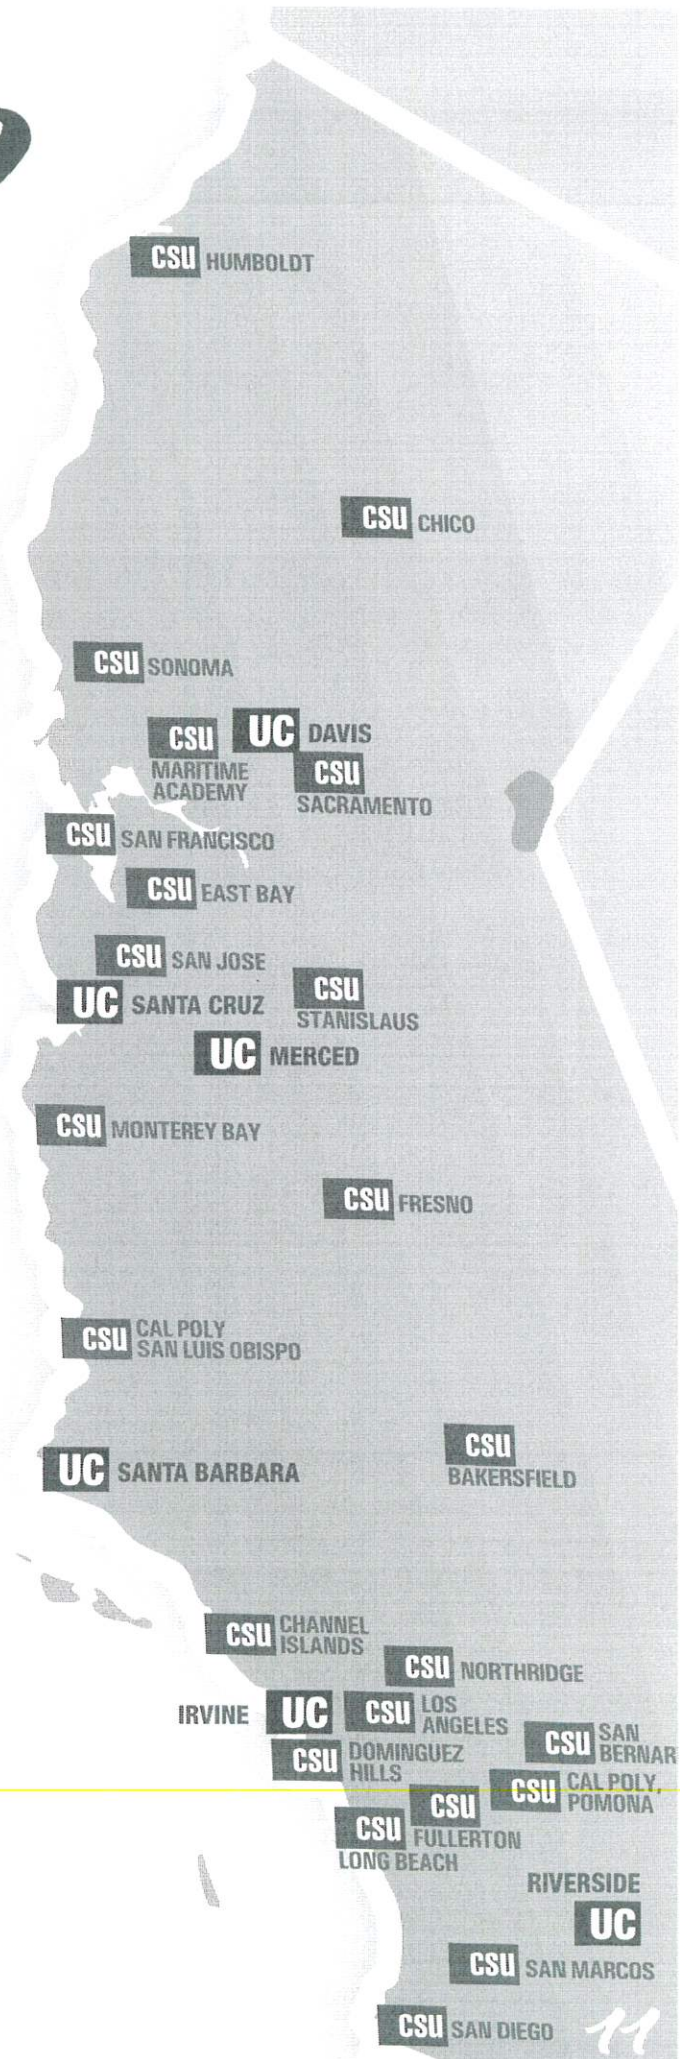 CSU HUMBOLDT
CSU CHICO
CSU SONOMA
UC DAVIS
CSU
MARITIME
ACADEMY
CSU
SACRAMENTO
CSU SAN FRANCISCO
CSU EAST BAY
CSU SAN JOSE
UC SANTA CRUZ
CSU
STANISLAUS
UC MERCED
CSU MONTEREY BAY
CSU FRESNO
CSU CAL POLY
SAN LUIS OBISPO
CSU
BAKERSFIELD
UC SANTA BARBARA
CSU CHANNEL
ISLANDS
CSU NORTHRIDGE
IRVINE UC
CSU LOS
ANGELES
CSU SAN
BERNAR
CSU DOMINGUEZ
HILLS
CSU CAL POLY,
POMONA
CSU
FULLERTON
CSU
LONG BEACH
RIVERSIDE
UC
CSU SAN MARCOS
CSU SAN DIEGO
11